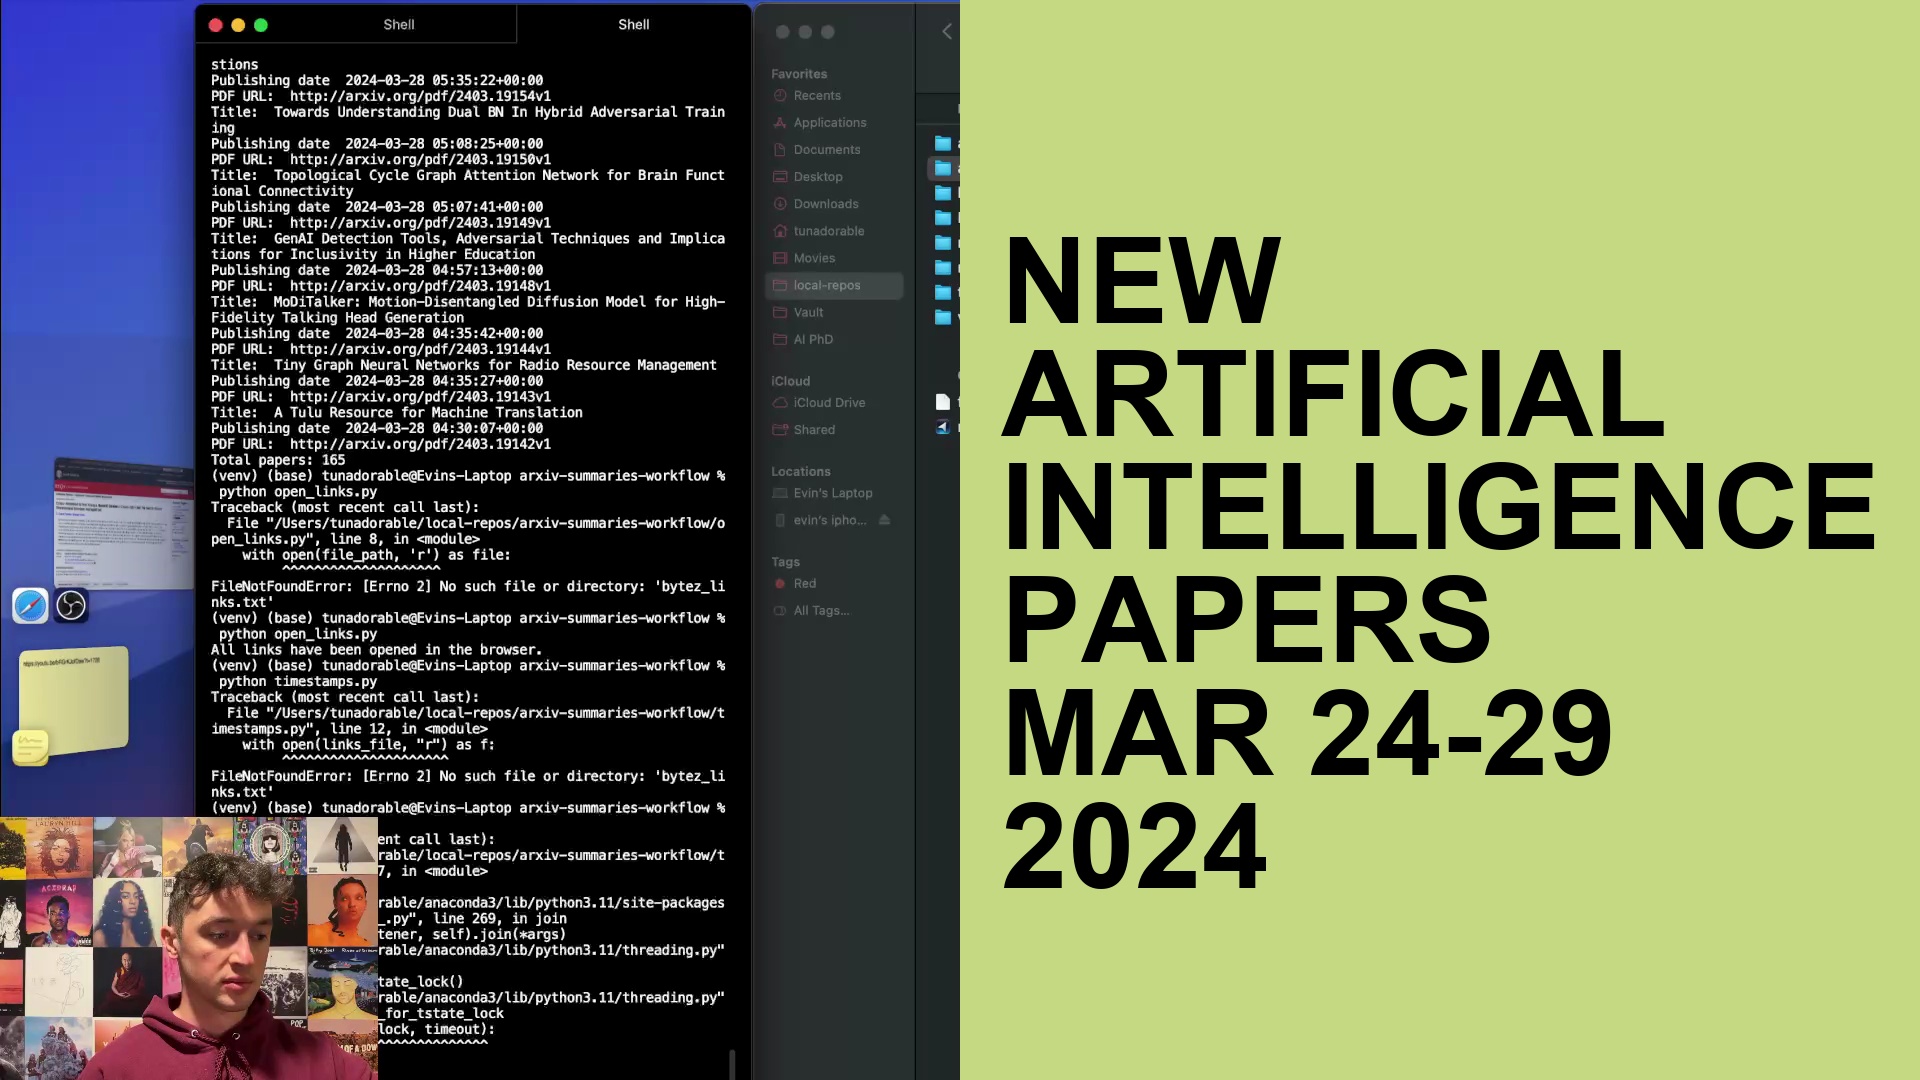 Shell
Shell
stions
Publishing date  2024-03-28 05:35:22+00:00
PDF URL:  http://arxiv.org/pdf/2403.19154v1
Title:  Towards Understanding Dual BN In Hybrid Adversarial Train
ing
Publishing date  2024-03-28 05:08:25+00:00
PDF URL:  http://arxiv.org/pdf/2403.19150v1
Title:  Topological Cycle Graph Attention Network for Brain Funct
ional Connectivity
Publishing date  2024-03-28 05:07:41+00:00
PDF URL:  http://arxiv.org/pdf/2403.19149v1
Title:  GenAI Detection Tools, Adversarial Techniques and Implica
tions for Inclusivity in Higher Education
Publishing date  2024-03-28 04:57:13+00:00
PDF URL:  http://arxiv.org/pdf/2403.19148v1
Title:  MoDiTalker: Motion-Disentangled Diffusion Model for High-
Fidelity Talking Head Generation
Publishing date  2024-03-28 04:35:42+00:00
PDF URL:  http://arxiv.org/pdf/2403.19144v1
Title:  Tiny Graph Neural Networks for Radio Resource Management
Publishing date  2024-03-28 04:35:27+00:00
PDF URL:  http://arxiv.org/pdf/2403.19143v1
Title:  A Tulu Resource for Machine Translation
Publishing date  2024-03-28 04:30:07+00:00
PDF URL:  http://arxiv.org/pdf/2403.19142v1
Total papers: 165
(venv) (base) tunadorable@Evins-Laptop arxiv-summaries-workflow %
python open_links.py
Traceback (most recent call last):
File "/Users/tunadorable/local-repos/arxiv-summaries-workflow/o
pen_links.py", line 8, in <module>
with open(file_path, 'r') as file:
^^^^^^^^^^^^^^^^^^^^
FileNotFoundError: [Errno 2] No such file or directory: 'bytez_li
nks.txt'
(venv) (base) tunadorable@Evins-Laptop arxiv-summaries-workflow %
python open_links.py
All links have been opened in the browser.
(venv) (base) tunadorable@Evins-Laptop arxiv-summaries-workflow %
python timestamps.py
Traceback (most recent call last):
File "/Users/tunadorable/local-repos/arxiv-summaries-workflow/t
imestamps.py", line 12, in <module>
with open(links_file, "r") as f:
^^^^^^^^^^^^^^^^^^^^^
FileNotFoundError: [Errno 2] No such file or directory: 'bytez_li
nks.txt'
(venv) (base) tunadorable@Evins-Laptop arxiv-summaries-workflow %
ent call last):
rable/local-repos/arxiv-summaries-workflow/t
7, in <module>
rable/anaconda3/lib/python3.11/site-packages
_.py", line 269, in join
tener, self).join(*args)
rable/anaconda3/lib/python3.11/threading.py"
tate_lock()
rable/anaconda3/lib/python3.11/threading.py"
_for_tstate_lock
lock, timeout):
^^^^^^^^^^^^^^
Favorites
Recents
Applications
Documents
Desktop
Downloads
tunadorable
Movies
local-repos
Vault
AI PhD
iCloud
iCloud Drive
Shared
Locations
Evin's Laptop
evin's ipho...
Tags
Red
All Tags...
NEW
ARTIFICIAL
INTELLIGENCE
PAPERS
MAR 24-29
2024